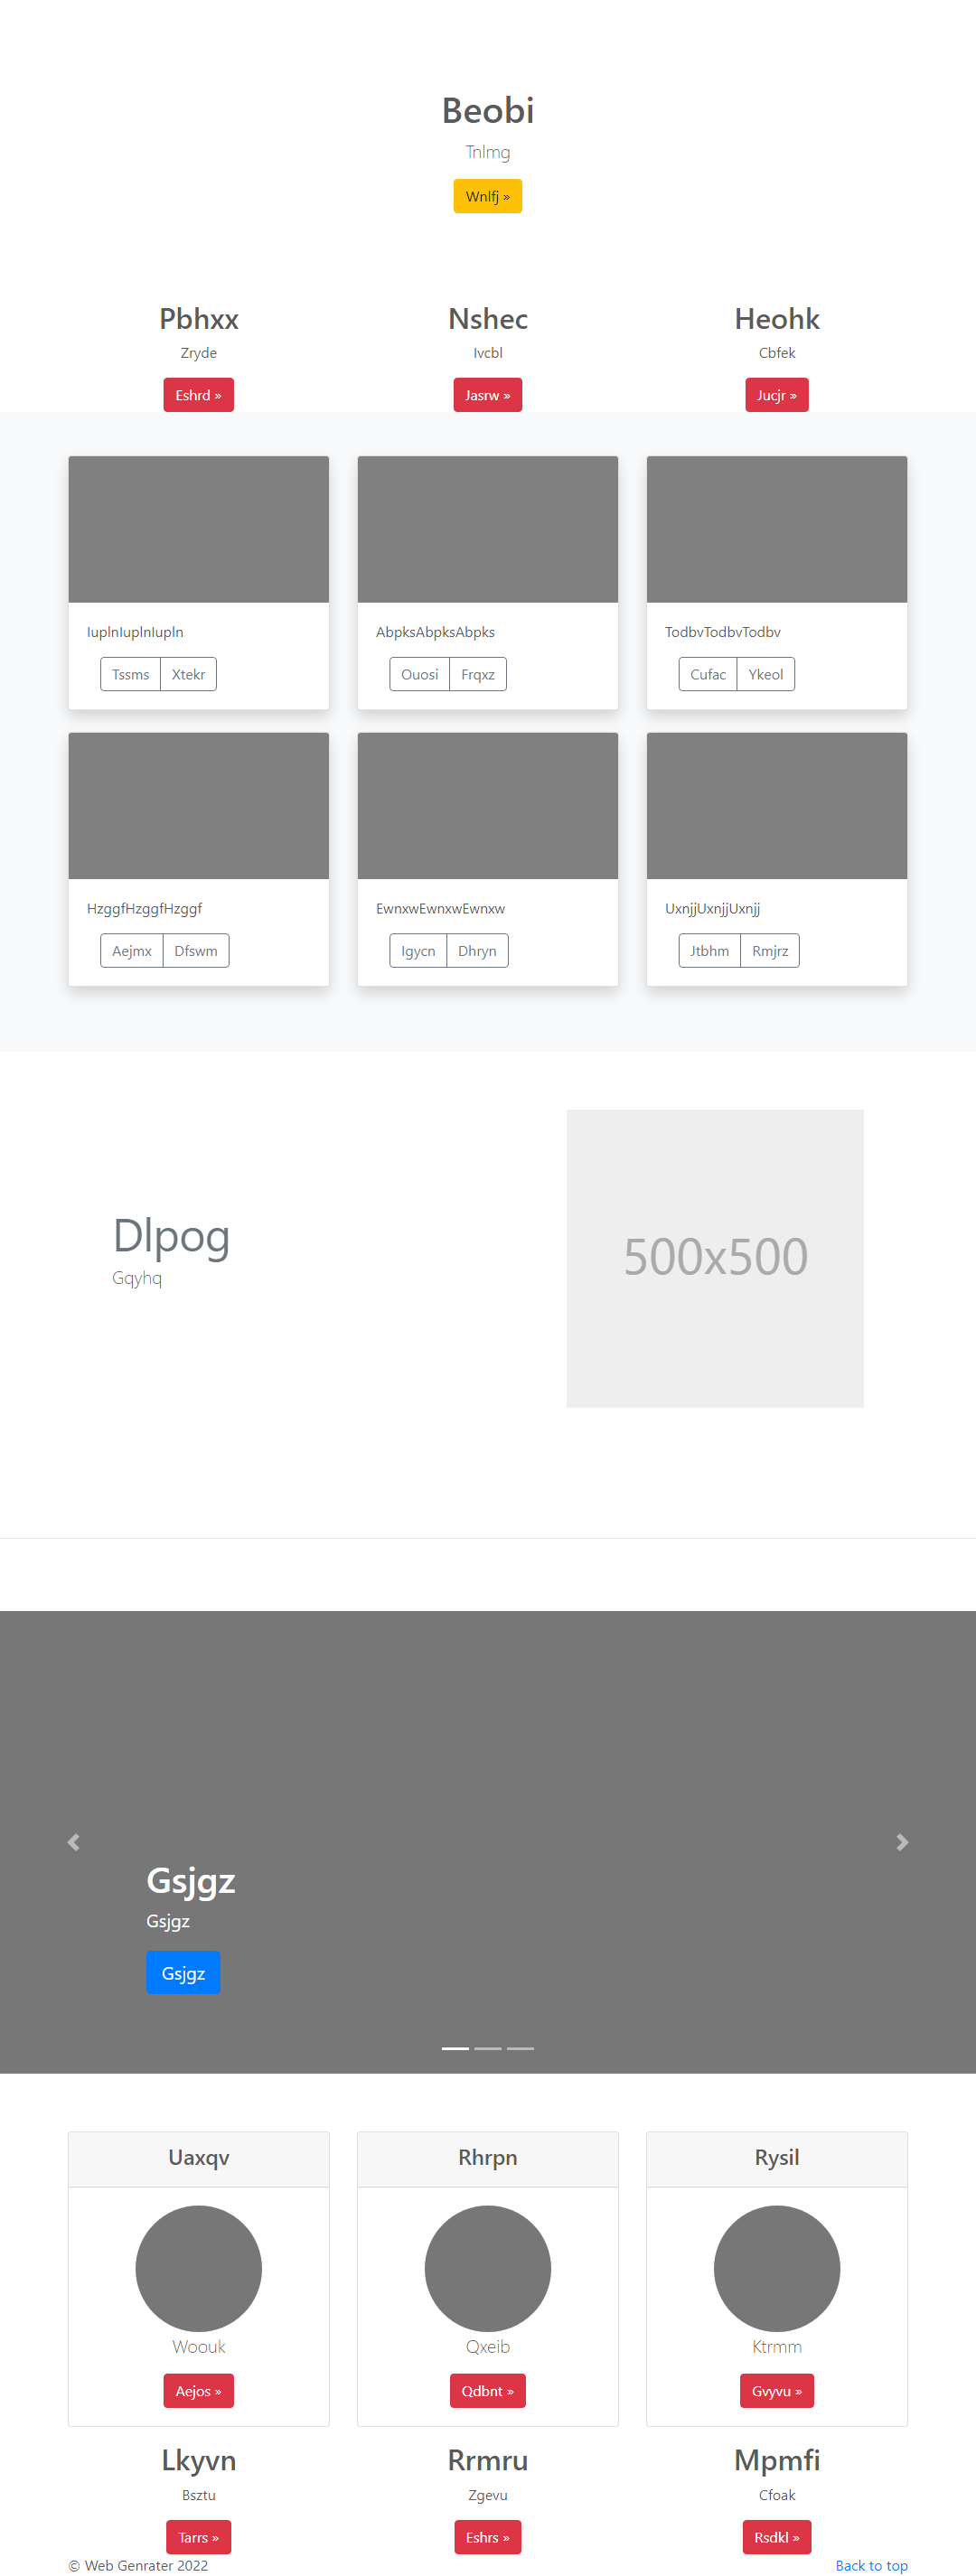 Beobi
Tnlmg
Wnlfj »
Pbhxx
Nshec
Heohk
Zryde
Ivcbl
Cbfek
Eshrd »
Jasrw »
Jucjr »
IuplnIuplnIupln
AbpksAbpksAbpks
TodbvTodbvTodbv
Tssms Xtekr
Ouosi Frqxz
Cufac Ykeol
HzggfHzggfHzggf
EwnxwEwnxwEwnxw
UxnjjUxnjjUxnjj
Aejmx Dfswm
Igycn Dhryn
Jtbhm Rmjrz
Dlpog
Gqyhq
500x500
Gsjgz
Gsjgz
Gsjgz
Uaxqv
Rhrpn
Rysil
Woouk
Qxeib
Ktrmm
Aejos »
Qdbnt »
Gvyvu »
Lkyvn
Rrmru
Mpmfi
Bsztu
Zgevu
Cfoak
Tarrs »
Eshrs »
Rsdkl »
© Web Genrater 2022
Back to top